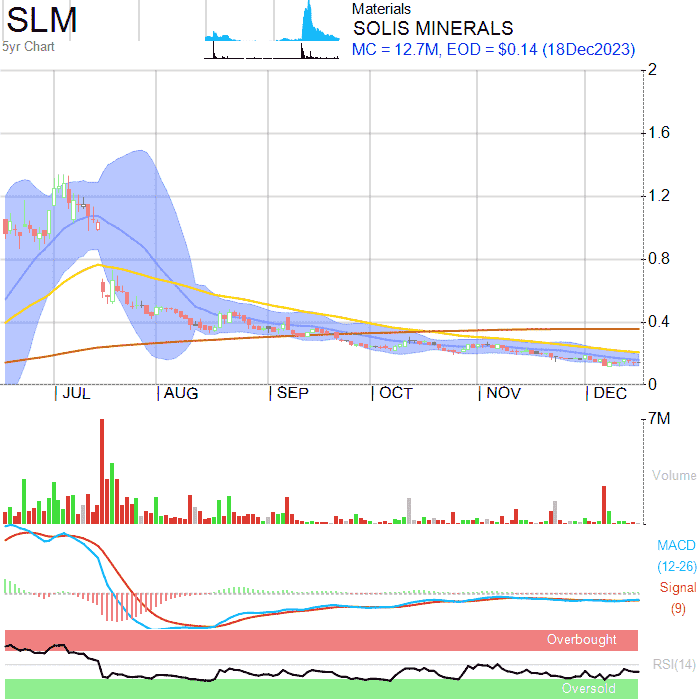 SLM
5yr Chart
Materials
SOLIS MINERALS
MC = 12.7M, EOD = $0.14 (18Dec2023)
2
1.6
1.2
0.8
0.4
0
JUL AUG SEP OCT NOV DEC
7M
Volume
MACD
(12-26)
Signal
(9)
Overbought
RSI(14)
Oversold